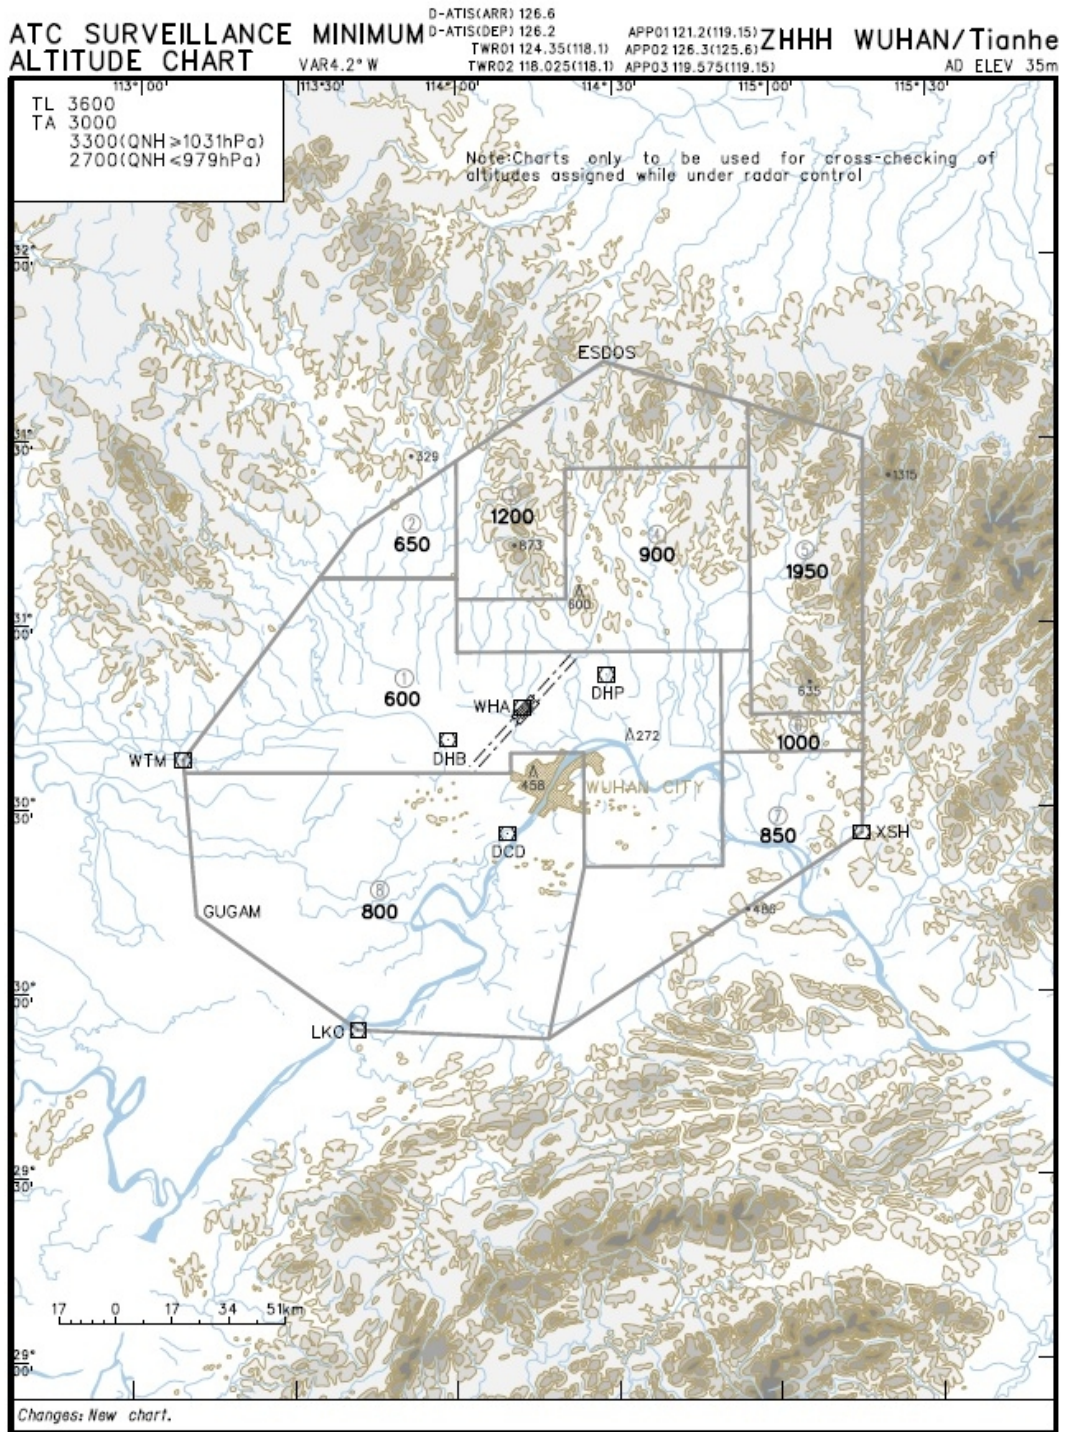 D-ATIS(ARR) 126.6
ATC SURVEILLANCE MINIMUM D-ATIS(DEP) 126.2 APP01 121.2(119.15) ZHHH WUHAN/Tianhe
TWR01 124.35(118.1) APP02 126.3(125.6)
ALTITUDE CHART VAR4.2°W TWR02 118.025(118.1) APP03 119.575(119.15) AD ELEV 35m
113°00' 113°30' 114°00' 114°30' 115°00' 115°30'
TL 3600
TA 3000
3300(QNH≥1031hPa)
2700(QNH<979hPa)
Note:Charts only to be used for cross-checking of
altitudes assigned while under radar control
32°
00'
ESDOS
31°
30'
329
1315
③
1200
②
650
873
④
900
⑤
1950
600
31°
00'
①
600
DHP
635
WHA
272
⑥
1000
DHB
WTM
458
WUHAN CITY
30°
30'
⑦
850
XSH
DCD
⑧
800
GUGAM
486
30°
00'
LKO
29°
30'
17 0 17 34 51km
29°
00'
Changes: New chart.